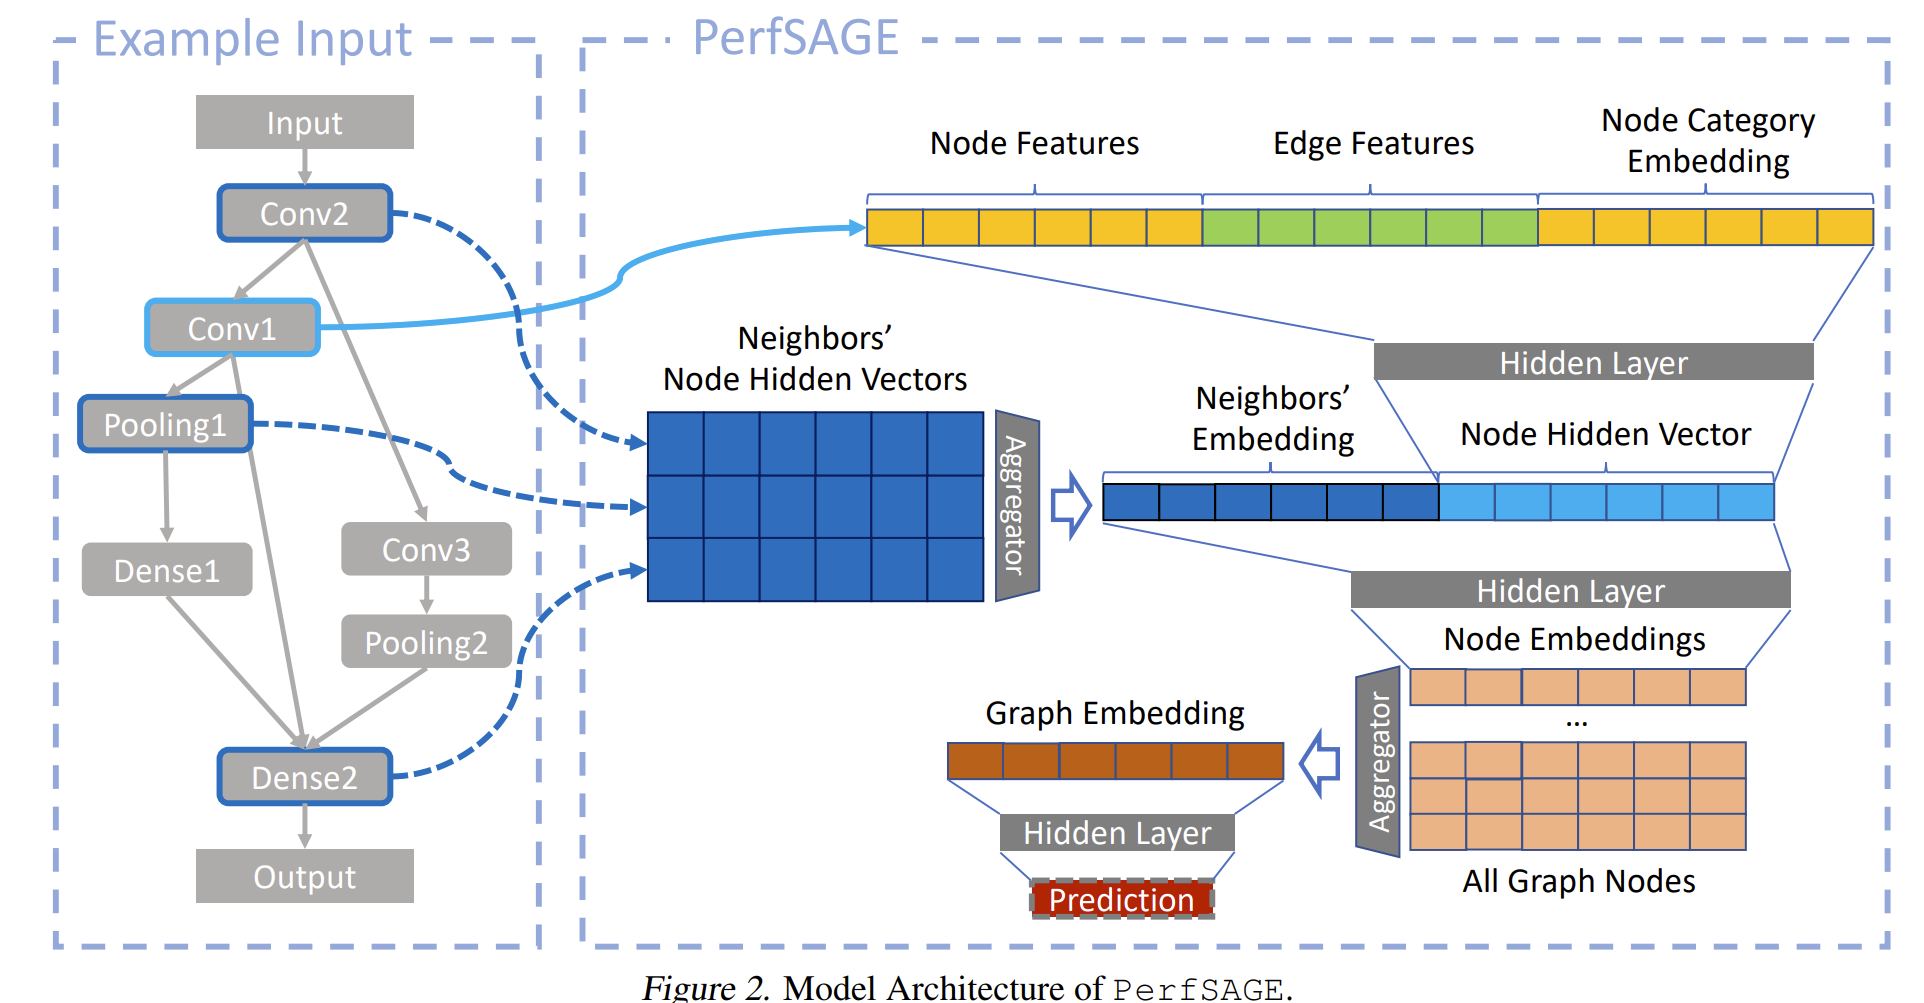 Example Input
PerfSAGE
Input
Conv2
Conv1
Pooling1
Dense1
Conv3
Pooling2
Dense2
Output
Node Features
Edge Features
Node Category
Embedding
Hidden Layer
Neighbors’
Node Hidden Vectors
Aggregator
Neighbors’
Embedding
Node Hidden Vector
Hidden Layer
Node Embeddings
...
Aggregator
All Graph Nodes
Graph Embedding
Hidden Layer
Prediction
Figure 2. Model Architecture of PerfSAGE.